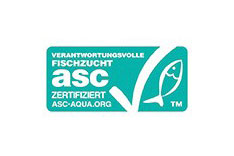 VERANTWORTUNGSVOLLE
FISCHZUCHT
asc
ZERTIFIZIERT
ASC-AQUA.ORG
TM